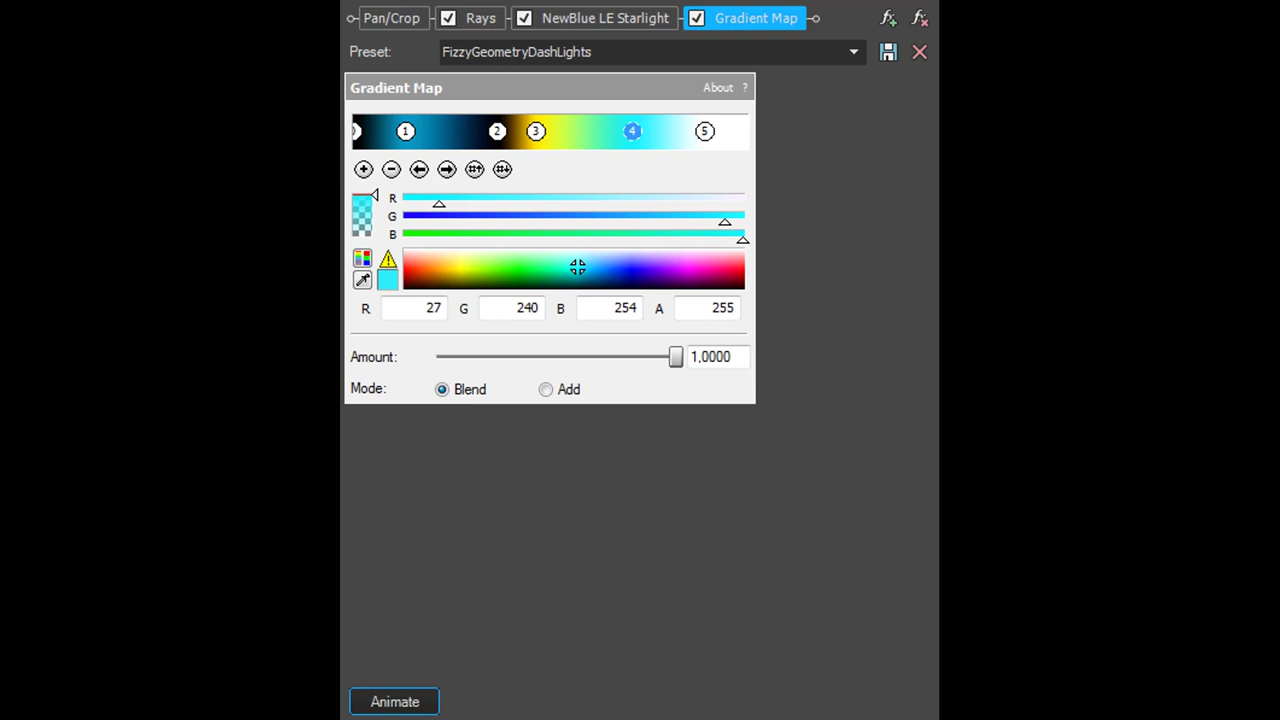 Pan/Crop Rays NewBlue LE Starlight Gradient Map
Preset: FizzyGeometryDashLights
Gradient Map About ?
1 2 3 4 5
R
G
B
R 27 G 240 B 254 A 255
Amount: 1,0000
Mode: Blend Add
Animate